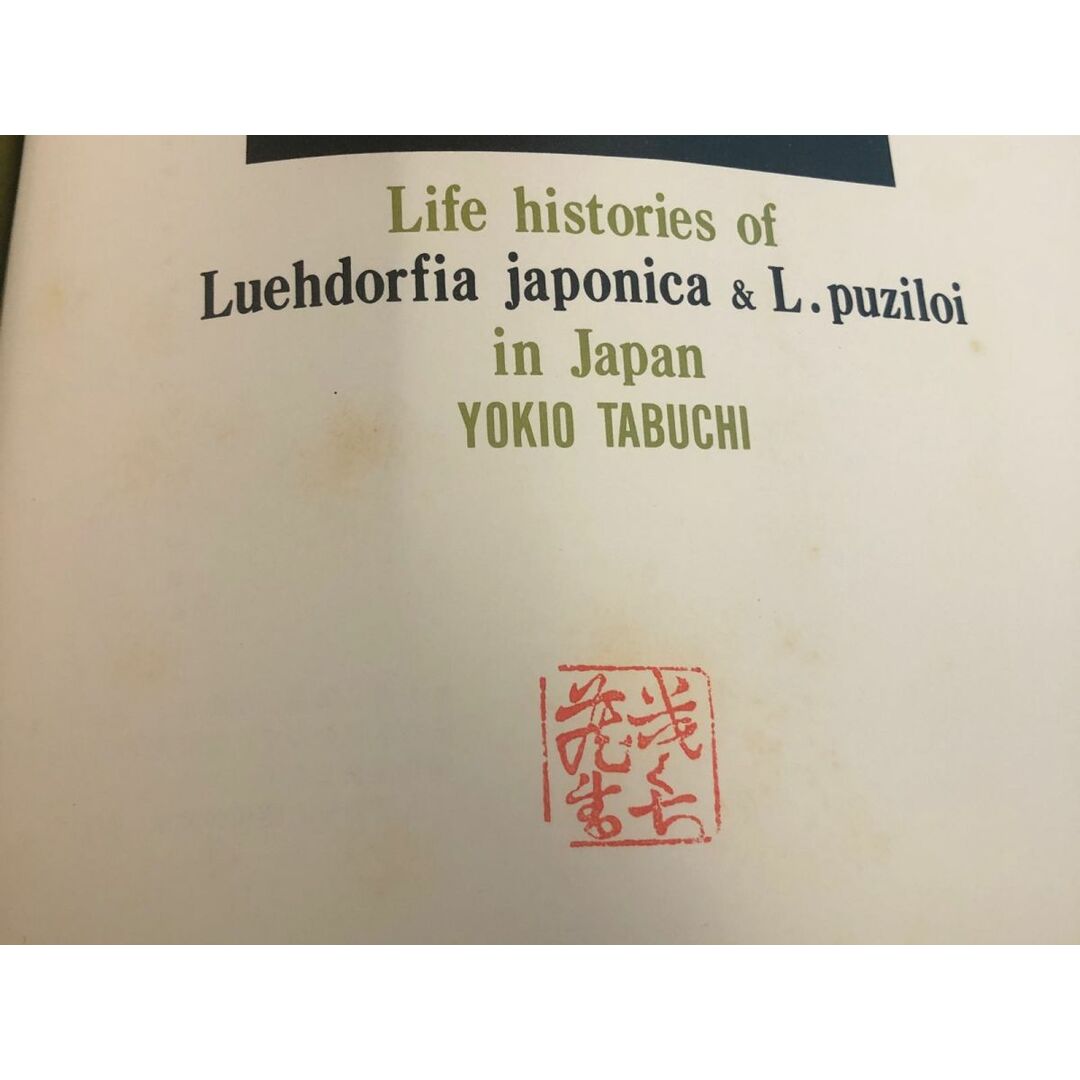 Life histories of
Luehdorfia japonica & L. puziloi
in Japan
YOKIO TABUCHI